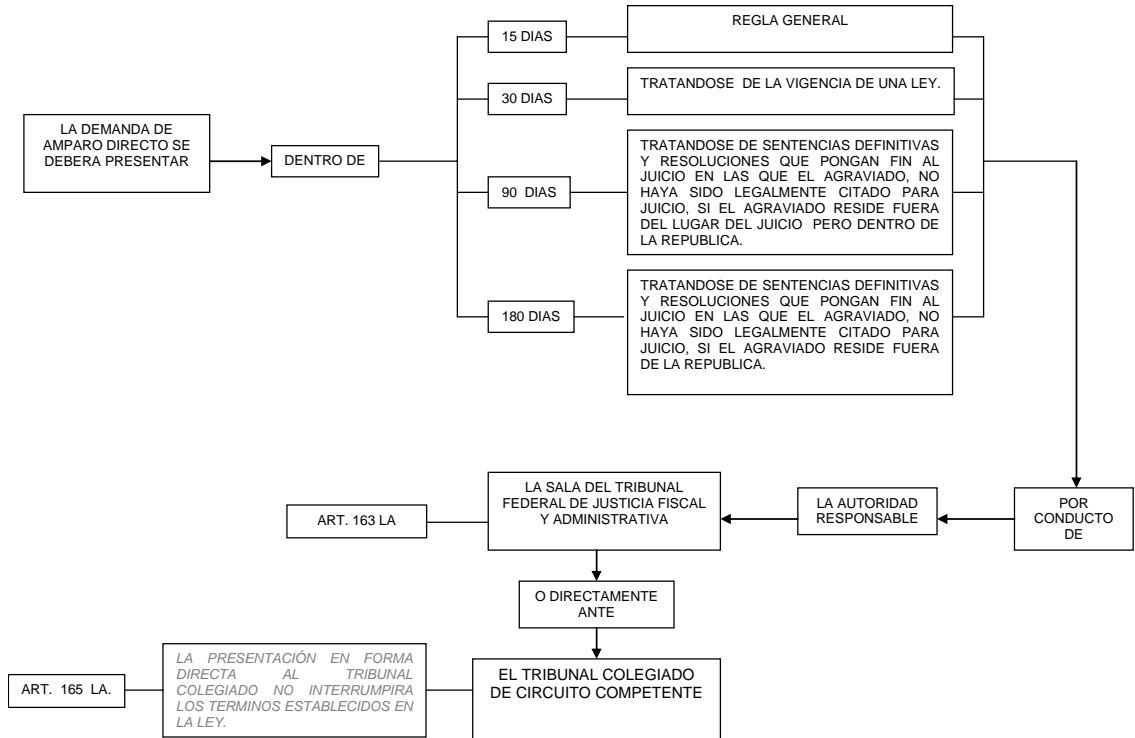 15 DIAS
REGLA GENERAL
30 DIAS
TRATANDOSE DE LA VIGENCIA DE UNA LEY.
LA DEMANDA DE
AMPARO DIRECTO SE
DEBERA PRESENTAR
DENTRO DE
90 DIAS
TRATANDOSE DE SENTENCIAS DEFINITIVAS
Y RESOLUCIONES QUE PONGAN FIN AL
JUICIO EN LAS QUE EL AGRAVIADO, NO
HAYA SIDO LEGALMENTE CITADO PARA
JUICIO, SI EL AGRAVIADO RESIDE FUERA
DEL LUGAR DEL JUICIO PERO DENTRO DE
LA REPUBLICA.
180 DIAS
TRATANDOSE DE SENTENCIAS DEFINITIVAS
Y RESOLUCIONES QUE PONGAN FIN AL
JUICIO EN LAS QUE EL AGRAVIADO, NO
HAYA SIDO LEGALMENTE CITADO PARA
JUICIO, SI EL AGRAVIADO RESIDE FUERA
DE LA REPUBLICA.
POR
CONDUCTO
DE
LA AUTORIDAD
RESPONSABLE
LA SALA DEL TRIBUNAL
FEDERAL DE JUSTICIA FISCAL
Y ADMINISTRATIVA
ART. 163 LA
O DIRECTAMENTE
ANTE
EL TRIBUNAL COLEGIADO
DE CIRCUITO COMPETENTE
LA PRESENTACIÓN EN FORMA
DIRECTA AL TRIBUNAL
COLEGIADO NO INTERRUMPIRA
LOS TERMINOS ESTABLECIDOS EN
LA LEY.
ART. 165 LA.